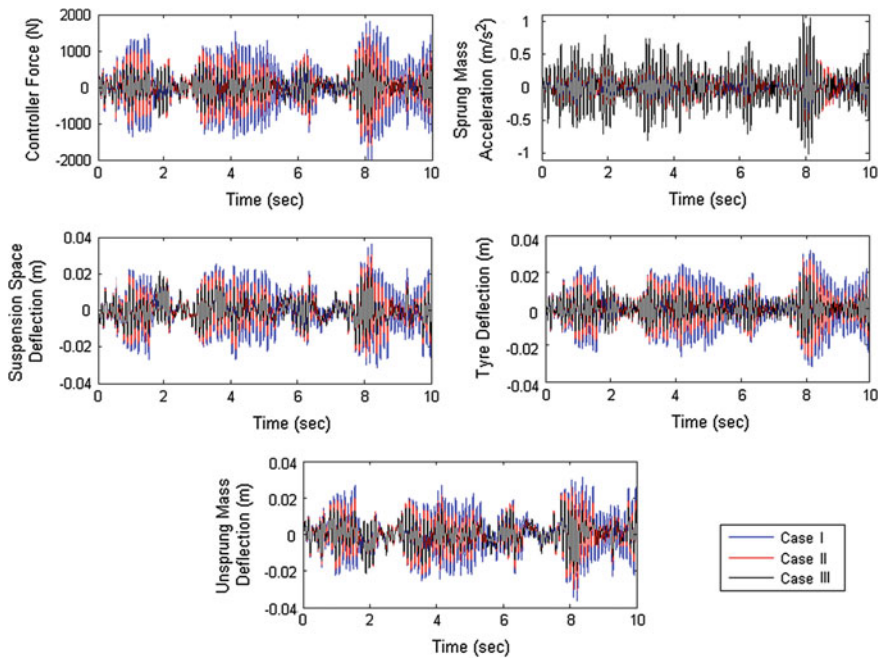 Controller Force (N)
2000
1000
0
-1000
-2000
0 2 4 6 8 10
Time (sec)
Sprung Mass
Acceleration (m/s²)
1
0.5
0
-0.5
-1
0 2 4 6 8 10
Time (sec)
Suspension Space
Deflection (m)
0.04
0.02
0
-0.02
-0.04
0 2 4 6 8 10
Time (sec)
Tyre Deflection (m)
0.04
0.02
0
-0.02
-0.04
0 2 4 6 8 10
Time (sec)
Unsprung Mass
Deflection (m)
0.04
0.02
0
-0.02
-0.04
0 2 4 6 8 10
Time (sec)
Case I
Case II
Case III